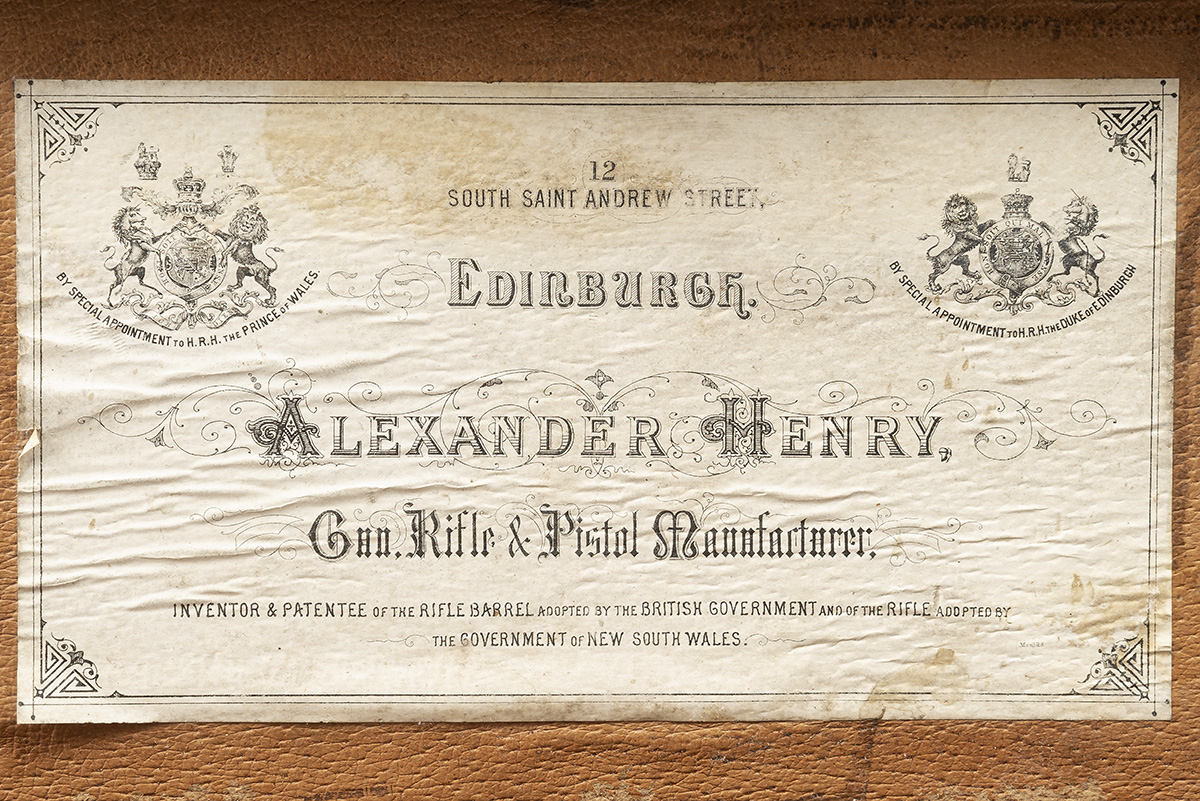 12
SOUTH SAINT ANDREW STREET,
EDINBURGH.
BY SPECIAL APPOINTMENT TO H.R.H. THE PRINCE OF WALES.
BY SPECIAL APPOINTMENT TO H.R.H. THE DUKE OF EDINBURGH
ALEXANDER HENRY,
Gun, Rifle & Pistol Manufacturer,
INVENTOR & PATENTEE OF THE RIFLE BARREL ADOPTED BY THE BRITISH GOVERNMENT AND OF THE RIFLE ADOPTED BY
THE GOVERNMENT OF NEW SOUTH WALES.